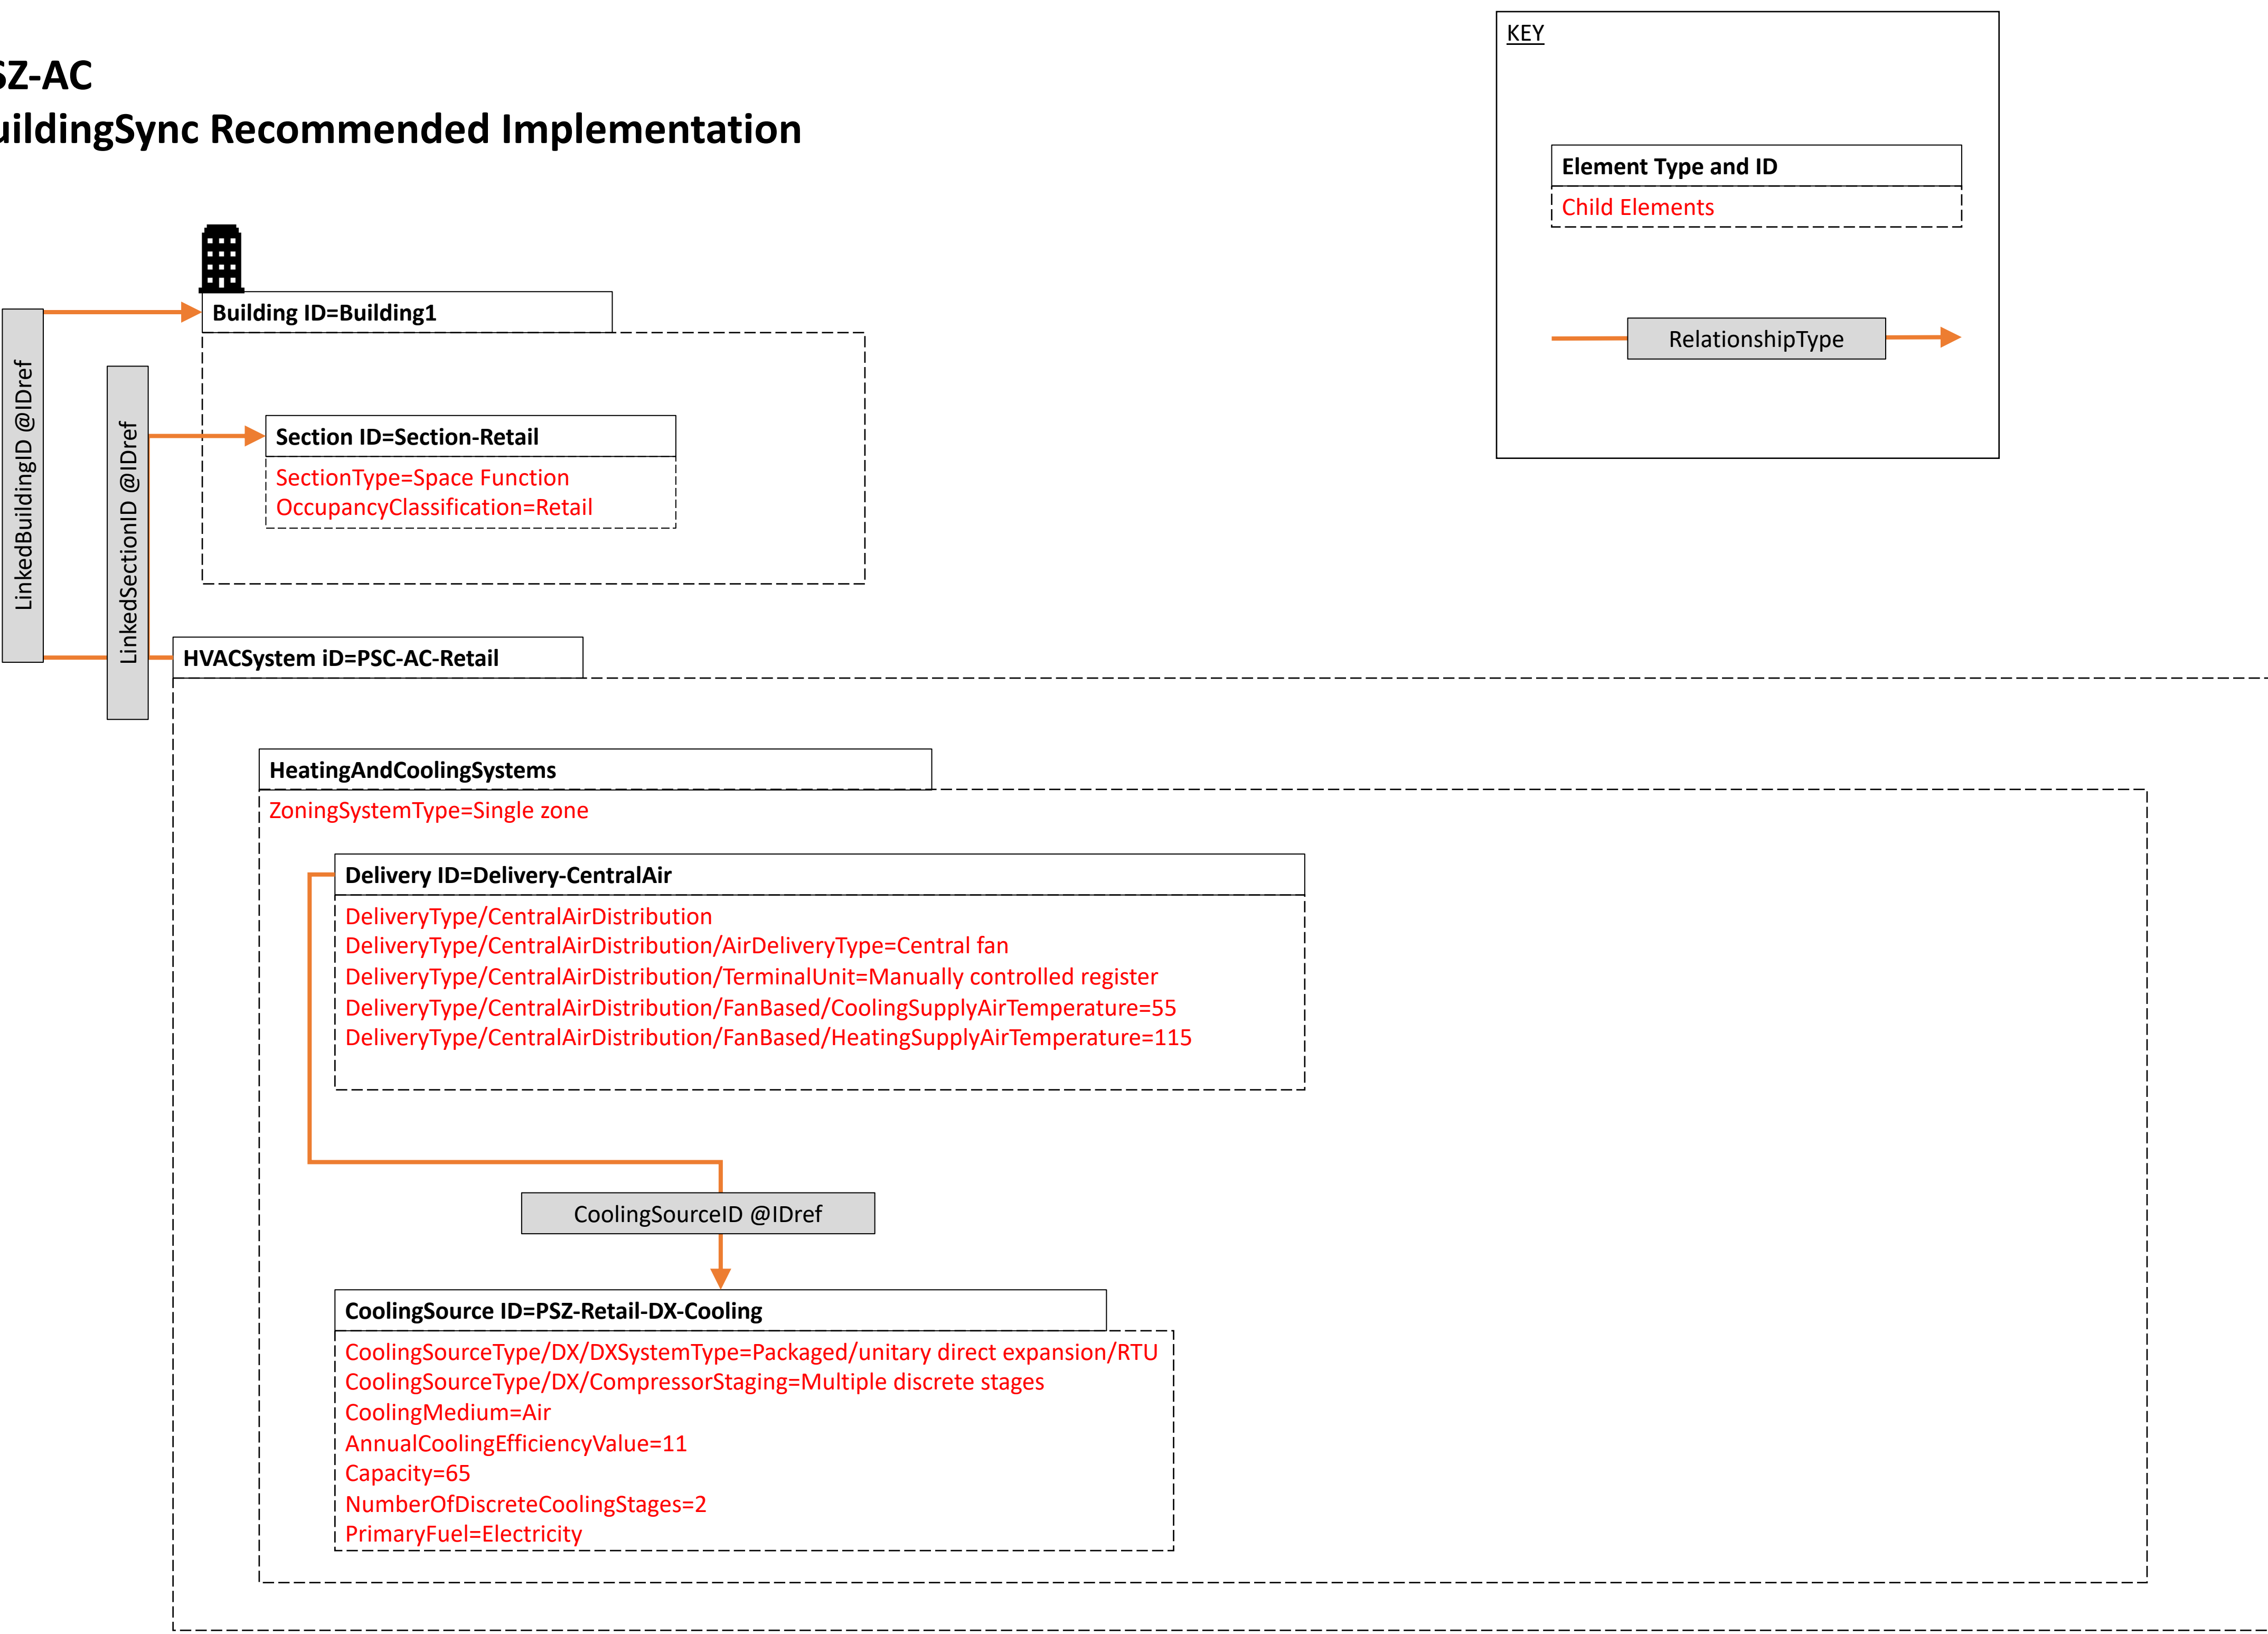 SZ-AC
uildingSync Recommended Implementation
KEY
Element Type and ID
Child Elements
RelationshipType
Building ID=Building1
LinkedBuildingID @IDref
LinkedSectionID @IDref
Section ID=Section-Retail
SectionType=Space Function
OccupancyClassification=Retail
HVACSystem iD=PSC-AC-Retail
HeatingAndCoolingSystems
ZoningSystemType=Single zone
Delivery ID=Delivery-CentralAir
DeliveryType/CentralAirDistribution
DeliveryType/CentralAirDistribution/AirDeliveryType=Central fan
DeliveryType/CentralAirDistribution/TerminalUnit=Manually controlled register
DeliveryType/CentralAirDistribution/FanBased/CoolingSupplyAirTemperature=55
DeliveryType/CentralAirDistribution/FanBased/HeatingSupplyAirTemperature=115
CoolingSourceID @IDref
CoolingSource ID=PSZ-Retail-DX-Cooling
CoolingSourceType/DX/DXSystemType=Packaged/unitary direct expansion/RTU
CoolingSourceType/DX/CompressorStaging=Multiple discrete stages
CoolingMedium=Air
AnnualCoolingEfficiencyValue=11
Capacity=65
NumberOfDiscreteCoolingStages=2
PrimaryFuel=Electricity